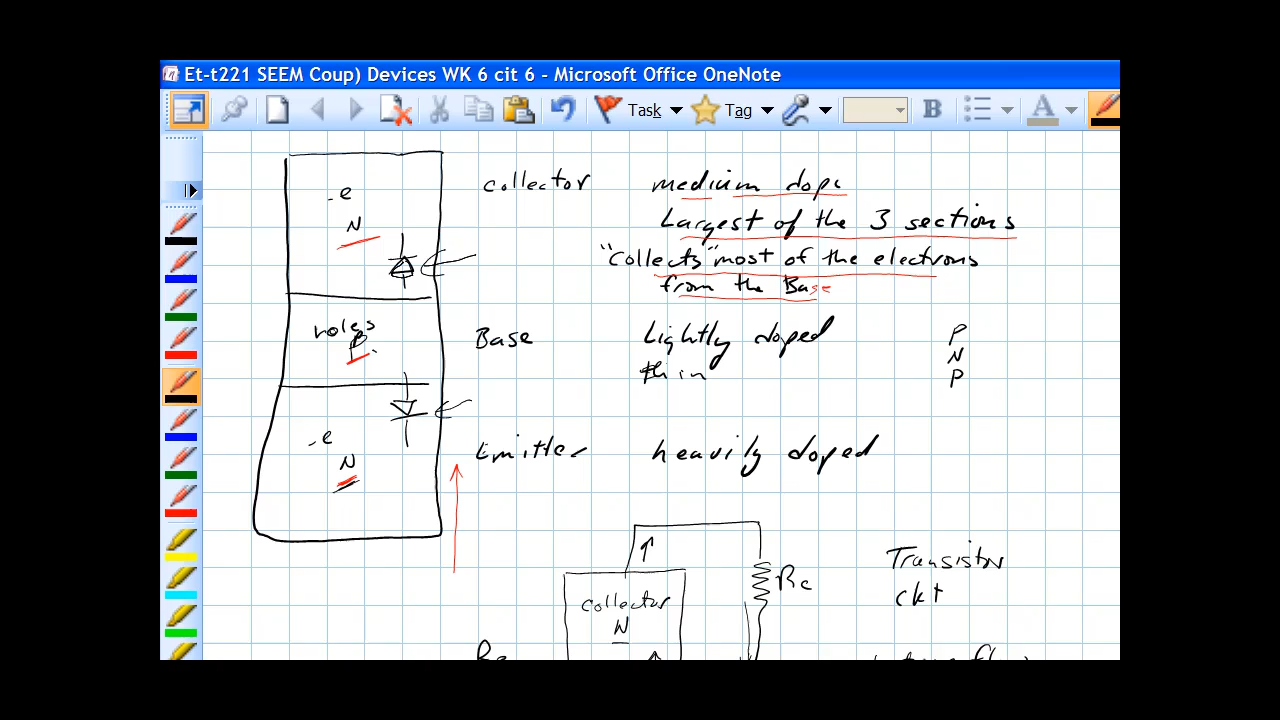 Et-t221 SEEM Coup) Devices WK 6 cit 6 - Microsoft Office OneNote
Task Tag B A
-e
N
collector medium dope
Largest of the 3 sections
"collects" most of the electrons
from the Base
holes
P
Base Lightly doped
thin
P
N
P
-e
N
Emitter heavily doped
Rc
Transistor
ckt
collector
N